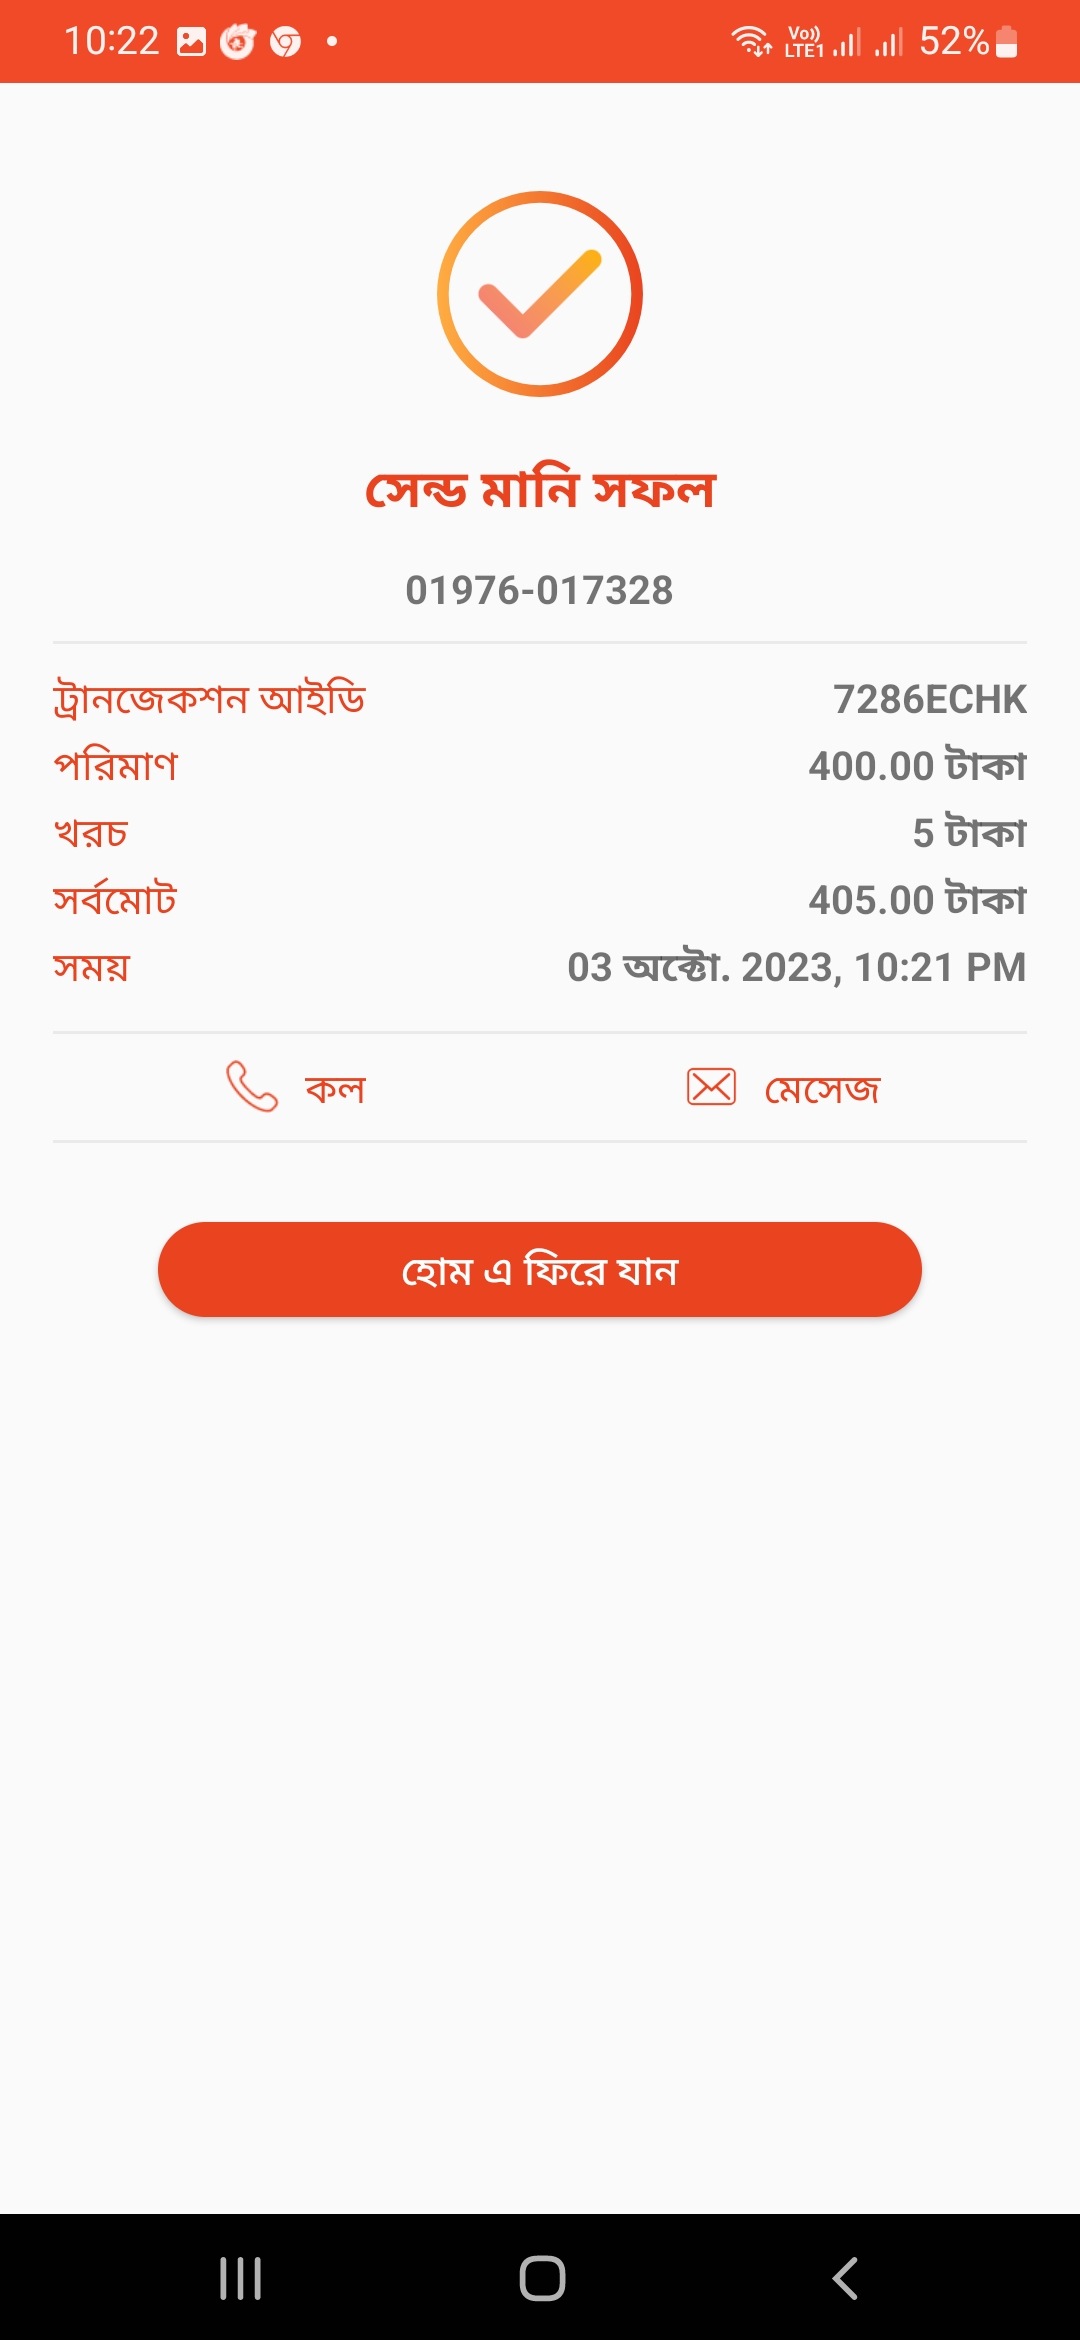 10:22 Vo)) LTE1 52%
সেন্ড মানি সফল
01976-017328
ট্রানজেকশন আইডি 7286ECHK
পরিমাণ 400.00 টাকা
খরচ 5 টাকা
সর্বমোট 405.00 টাকা
সময় 03 অক্টো. 2023, 10:21 PM
কল মেসেজ
হোম এ ফিরে যান